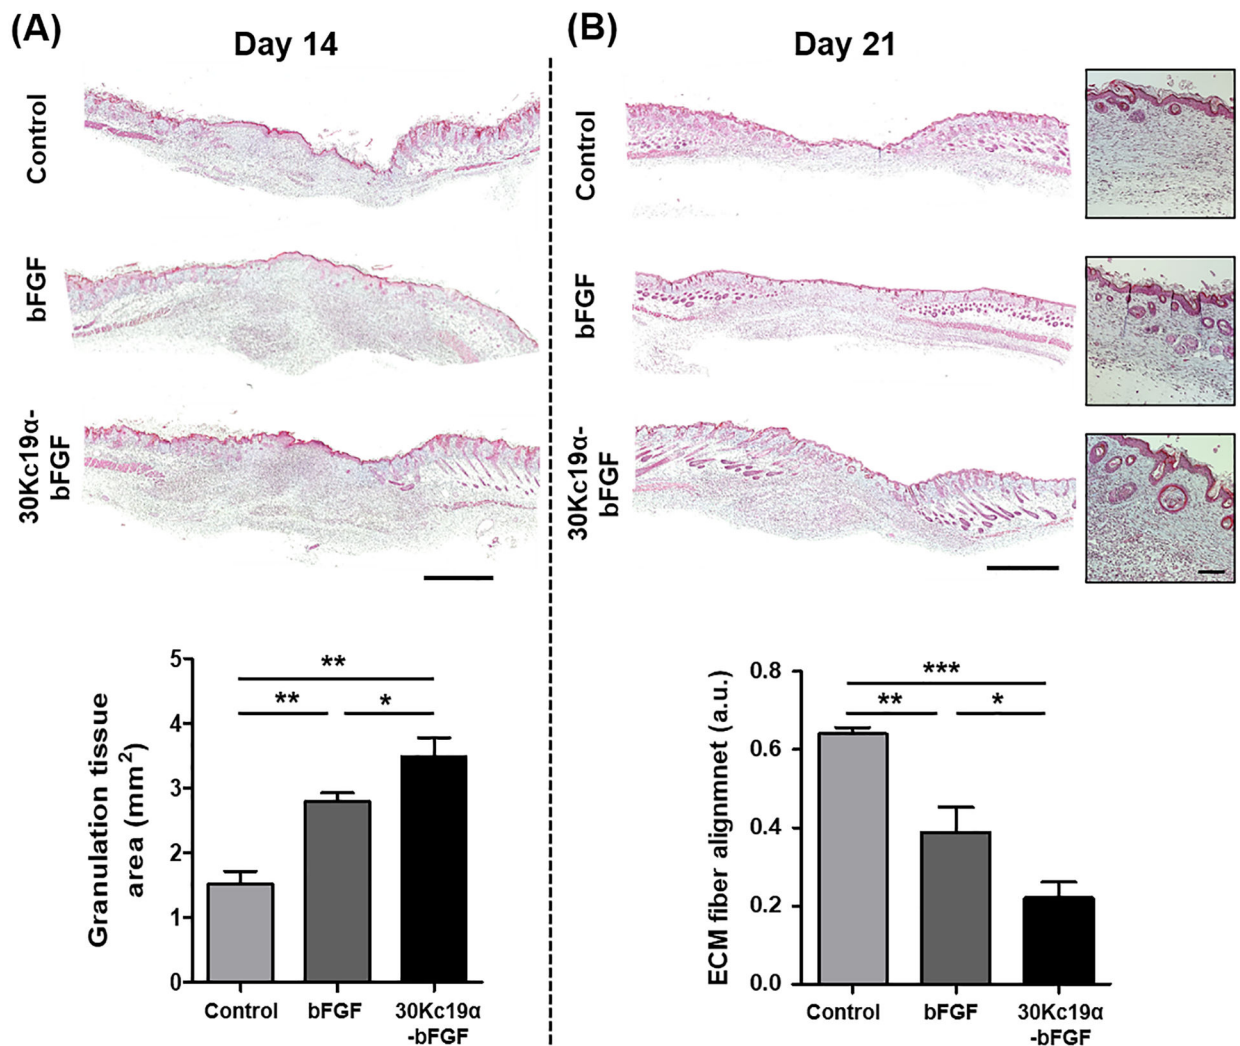 (A)
Day 14
Control
bFGF
30Kc19α-
bFGF
Granulation tissue
area (mm²)
5
4
3
2
1
0
**
**
*
Control
bFGF
30Kc19α
-bFGF
(B)
Day 21
Control
bFGF
30Kc19α-
bFGF
ECM fiber alignmnet (a.u.)
0.8
0.6
0.4
0.2
0.0
***
**
*
Control
bFGF
30Kc19α
-bFGF